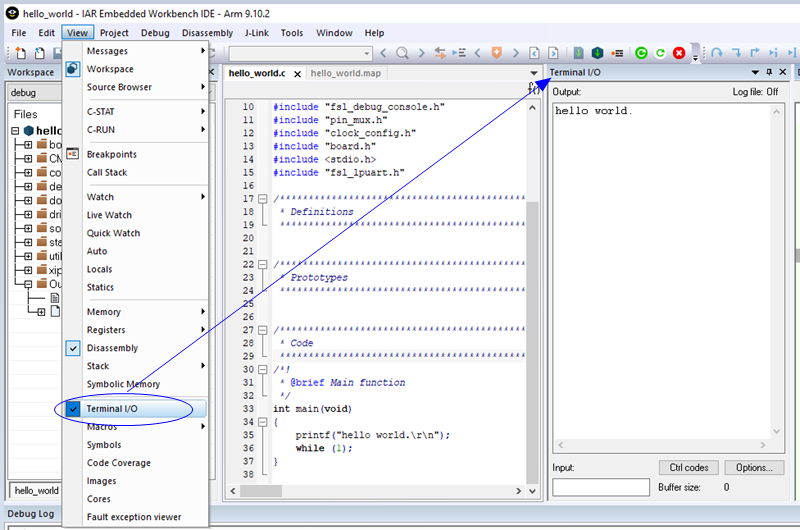 hello_world - IAR Embedded Workbench IDE - Arm 9.10.2
File Edit View Project Debug Disassembly J-Link Tools Window Help
Workspace
debug
Files
hello
bo
CM
co
de
do
dri
so
sta
util
xip
Ou
hello_world
Debug Log
Messages
Workspace
Source Browser
C-STAT
C-RUN
Breakpoints
Call Stack
Watch
Live Watch
Quick Watch
Auto
Locals
Statics
Memory
Registers
Disassembly
Stack
Symbolic Memory
Terminal I/O
Macros
Symbols
Code Coverage
Images
Cores
Fault exception viewer
hello_world.c hello_world.map
f()
10 #include "fsl_debug_console.h"
11 #include "pin_mux.h"
12 #include "clock_config.h"
13 #include "board.h"
14 #include <stdio.h>
15 #include "fsl_lpuart.h"
16
17 /*******************************************
18 * Definitions
19 *******************************************
20
21
22 /*******************************************
23 * Prototypes
24 *******************************************
25
26
27 /*******************************************
28 * Code
29 *******************************************
30 /*!
31 * @brief Main function
32 */
33 int main(void)
34 {
35 printf("hello world.\r\n");
36 while (1);
37 }
38
Terminal I/O
Output: Log file: Off
hello world.
Input: Ctrl codes Options...
Buffer size: 0